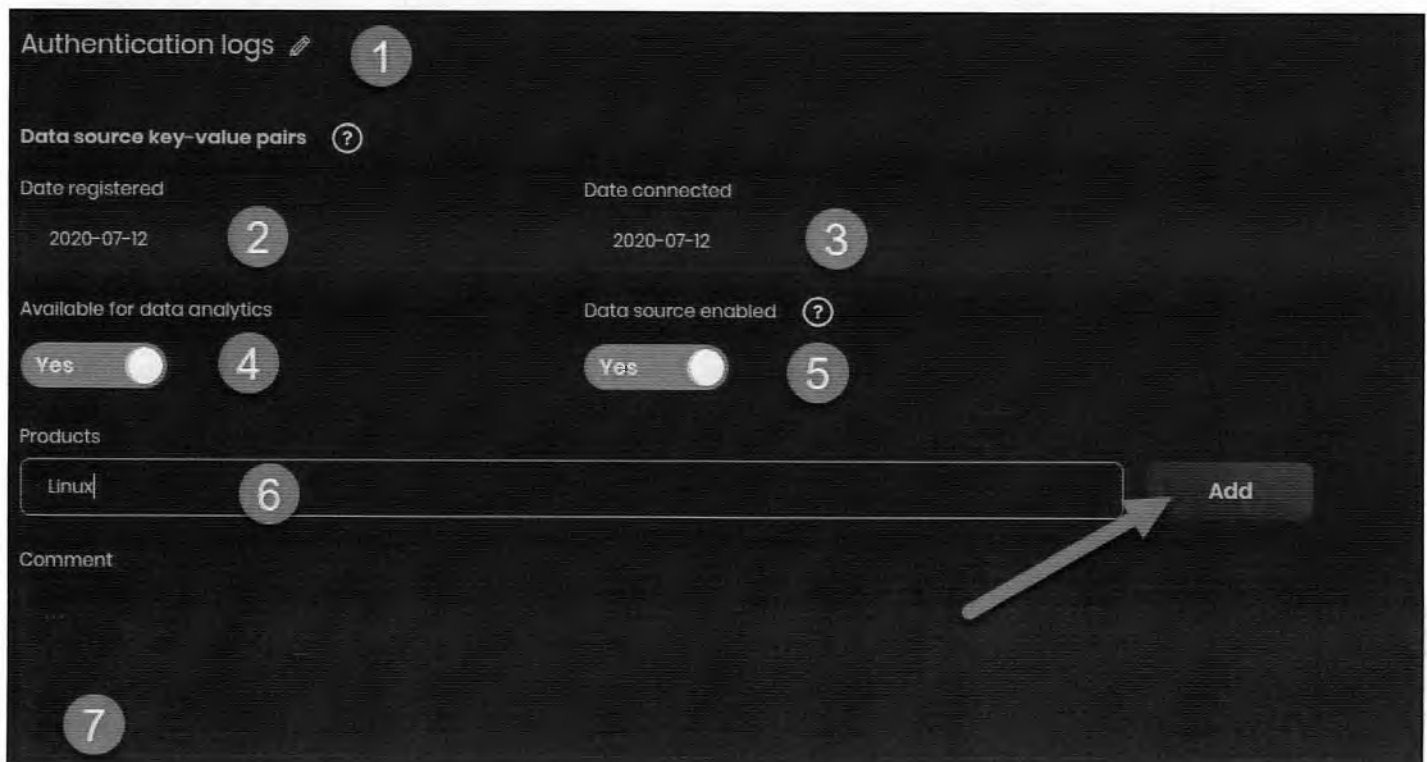 Authentication logs 1
Data source key-value pairs ?
Date registered Date connected
2020-07-12 2 2020-07-12 3
Available for data analytics Data source enabled ?
Yes 4 Yes 5
Products
Linux 6 Add
Comment
...
7